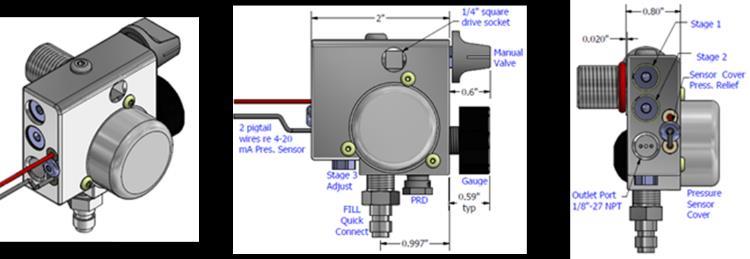 2"
1/4" square
drive socket
Manual
Valve
0.6"
2 pigtail
wires re 4-20
mA Pres. Sensor
Stage 3
Adjust
FILL
Quick
Connect
PRD
Gauge
0.59"
typ
0.997"
0.80"
0.020"
Stage 1
Stage 2
Sensor Cover
Press. Relief
Outlet Port
1/8"-27 NPT
Pressure
Sensor
Cover